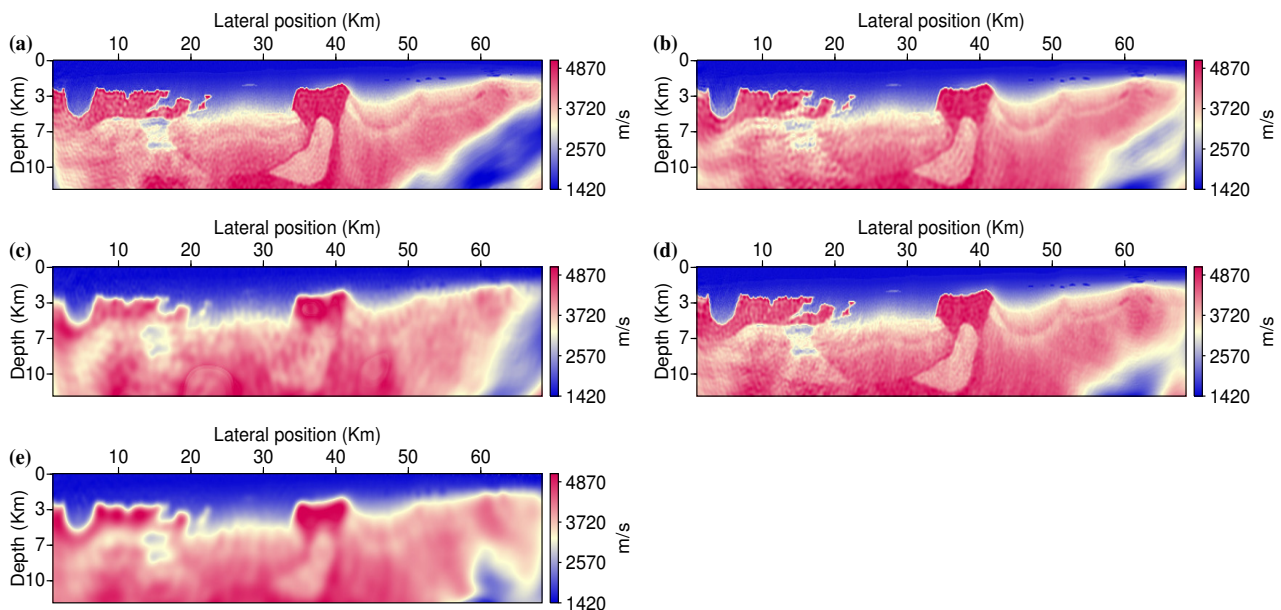 Lateral position (Km)
(a) 10 20 30 40 50 60
0
3
7
10
Depth (Km)
4870
3720
2570
1420
m/s
Lateral position (Km)
(b) 10 20 30 40 50 60
0
3
7
10
Depth (Km)
4870
3720
2570
1420
m/s
Lateral position (Km)
(c) 10 20 30 40 50 60
0
3
7
10
Depth (Km)
4870
3720
2570
1420
m/s
Lateral position (Km)
(d) 10 20 30 40 50 60
0
3
7
10
Depth (Km)
4870
3720
2570
1420
m/s
Lateral position (Km)
(e) 10 20 30 40 50 60
0
3
7
10
Depth (Km)
4870
3720
2570
1420
m/s